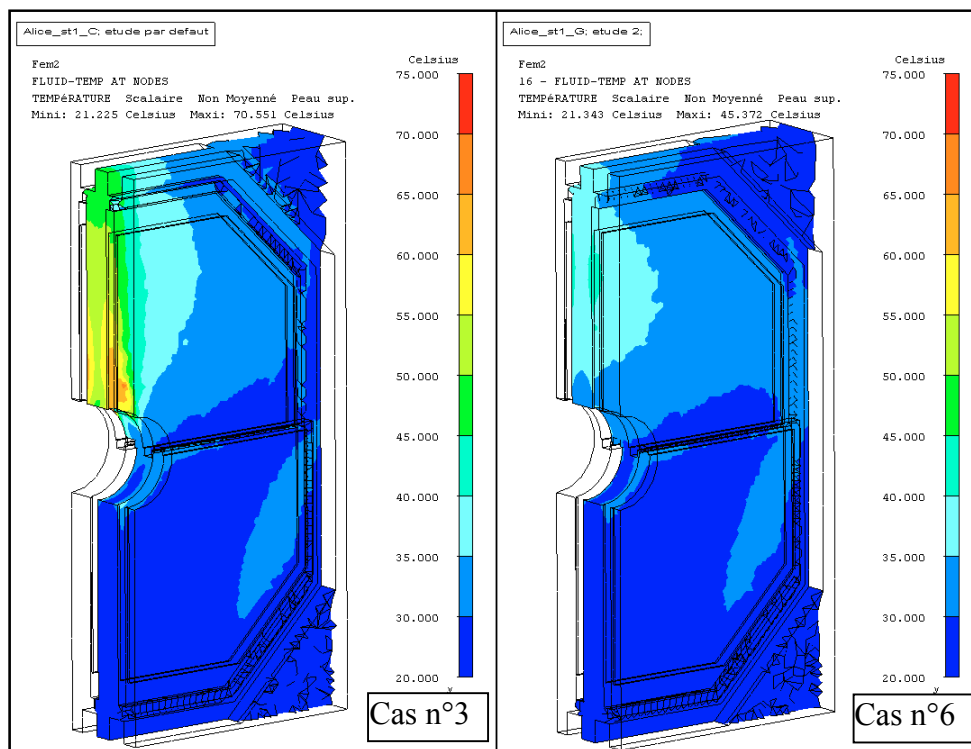 Alice_st1_C; etude par defaut
Fem2
FLUID-TEMP AT NODES
TEMPéRATURE Scalaire Non Moyenné Peau sup.
Mini: 21.225 Celsius Maxi: 70.551 Celsius
Celsius
75.000
70.000
65.000
60.000
55.000
50.000
45.000
40.000
35.000
30.000
20.000
Cas n°3
Alice_st1_G; etude 2;
Fem2
16 - FLUID-TEMP AT NODES
TEMPéRATURE Scalaire Non Moyenné Peau sup.
Mini: 21.343 Celsius Maxi: 45.372 Celsius
Celsius
75.000
70.000
65.000
60.000
55.000
50.000
45.000
40.000
35.000
30.000
20.000
Cas n°6